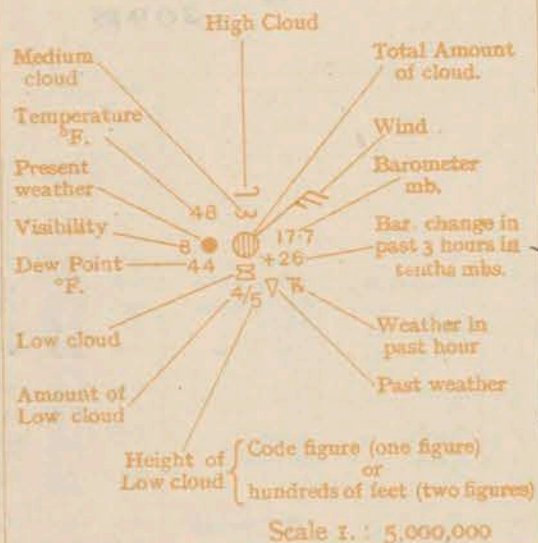 High Cloud
Medium
cloud
Total Amount
of cloud.
Temperature
°F.
Wind
Present
weather
Barometer
mb.
48
Visibility
8
17.7
Bar. change in
past 3 hours in
tenths mbs.
+26
Dew Point
°F.
44
4/5
Low cloud
Weather in
past hour
Amount of
Low cloud
Past weather
Height of
Low cloud
Code figure (one figure)
or
hundreds of feet (two figures)
Scale 1. : 5,000,000